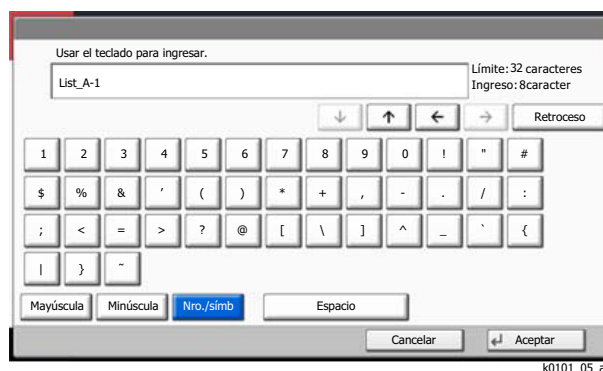 Usar el teclado para ingresar.
List_A-1
Límite: 32 caracteres
Ingreso: 8caracter
↓ ↑ ← → Retroceso
1 2 3 4 5 6 7 8 9 0 ! " #
$ % & ' ( ) * + , - . / :
; < = > ? @ [ \ ] ^ _ ` {
| } ~
Mayúscula Minúscula Nro./símb Espacio
Cancelar Aceptar
k0101_05_a